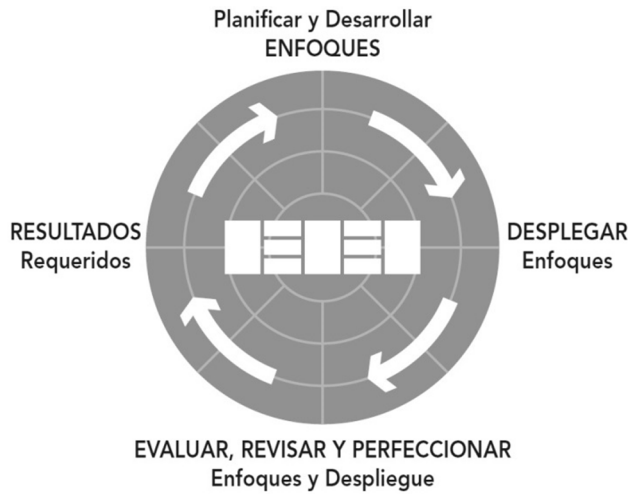 Planificar y Desarrollar
ENFOQUES
RESULTADOS
Requeridos
DESPLEGAR
Enfoques
EVALUAR, REVISAR Y PERFECCIONAR
Enfoques y Despliegue